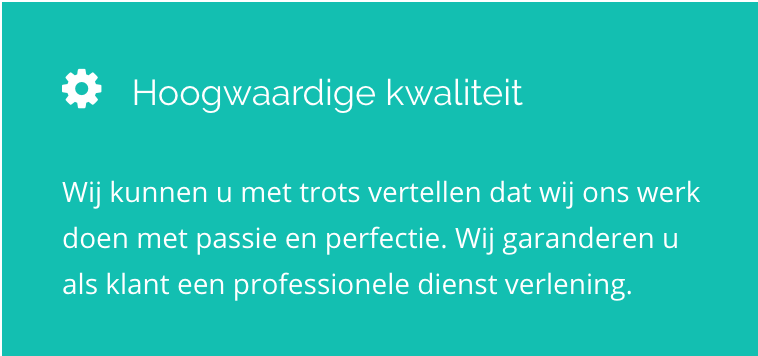 Hoogwaardige kwaliteit
Wij kunnen u met trots vertellen dat wij ons werk
doen met passie en perfectie. Wij garanderen u
als klant een professionele dienst verlening.